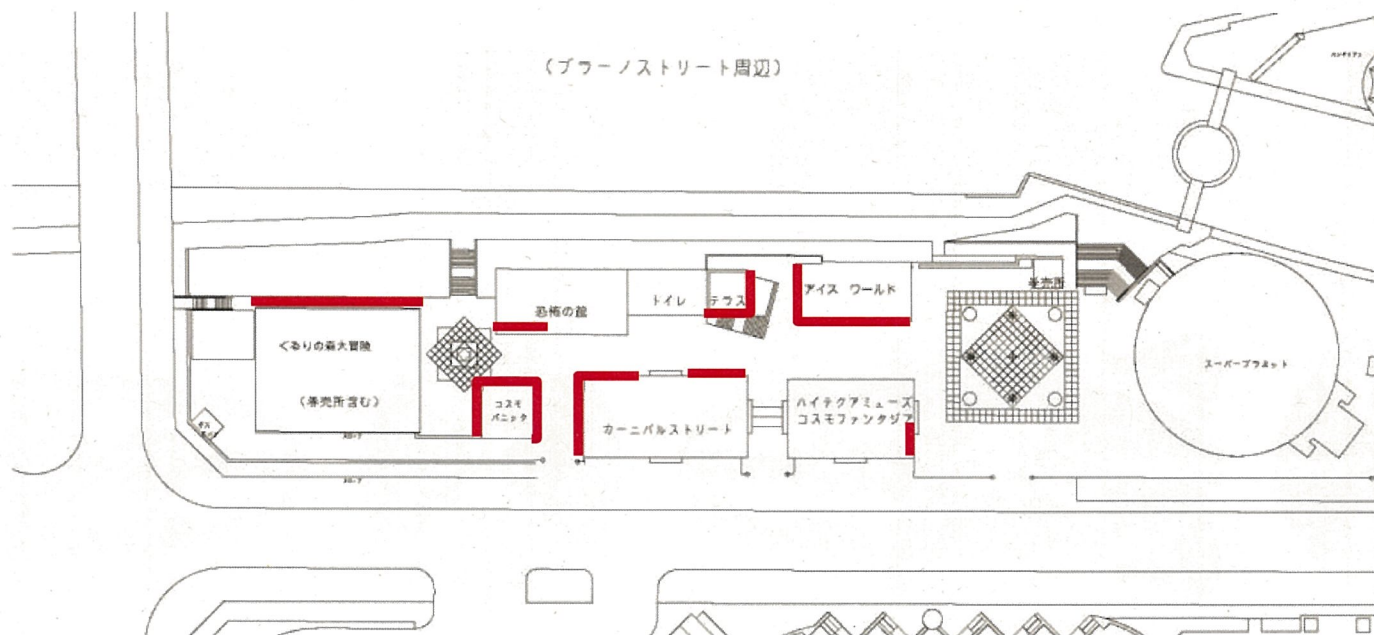 (ブラーノストリート周辺)
券売所
アイス ワールド
テラス
トイレ
恐怖の館
くるりの森大冒険
(券売所含む)
コスモ
パニック
カーニバルストリート
ハイテクアミューズ
コスモファンタジア
スーパープラネット